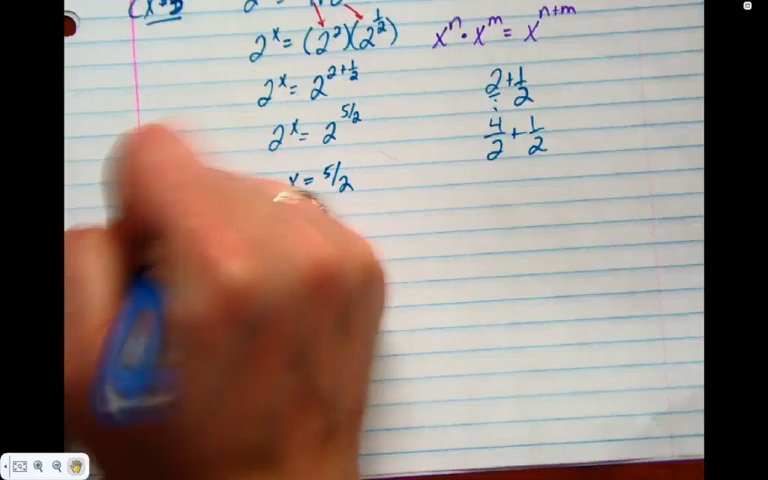 2^x = (2^2)(2^{1/2})
x^n · x^m = x^{n+m}
2^x = 2^{2+1/2}
2 + 1/2
2^x = 2^{5/2}
4/2 + 1/2
x = 5/2